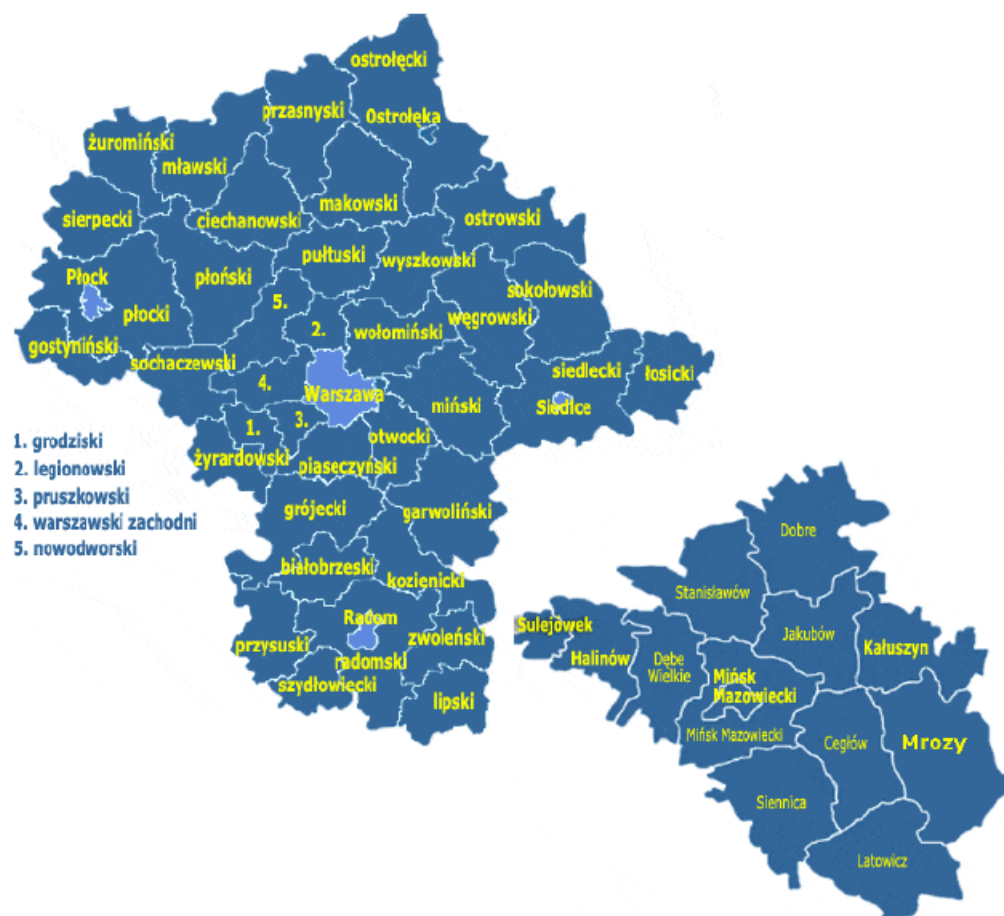 ostrołęcki
przasnyski
Ostrołęka
żuromiński
mławski
makowski
sierpecki
ciechanowski
ostrowski
pułtuski
wyszkowski
Płock
płoński
sokołowski
5.
płocki
2.
wołomiński
węgrowski
gostyniński
sochaczewski
siedlecki
łosicki
4.
Warszawa
miński
Siedlce
1.
3.
otwocki
żyrardowski
piaseczyński
1. grodziski
2. legionowski
3. pruszkowski
4. warszawski zachodni
5. nowodworski
grójecki
garwoliński
białobrzeski
kozienicki
Radom
przysuski
zwoleński
radomski
szydłowiecki
lipski
Dobre
Stanisławów
Sulejówek
Jakubów
Halinów
Kałuszyn
Dębe
Wielkie
Mińsk
Mazowiecki
Mińsk Mazowiecki
Cegłów
Mrozy
Siennica
Latowicz